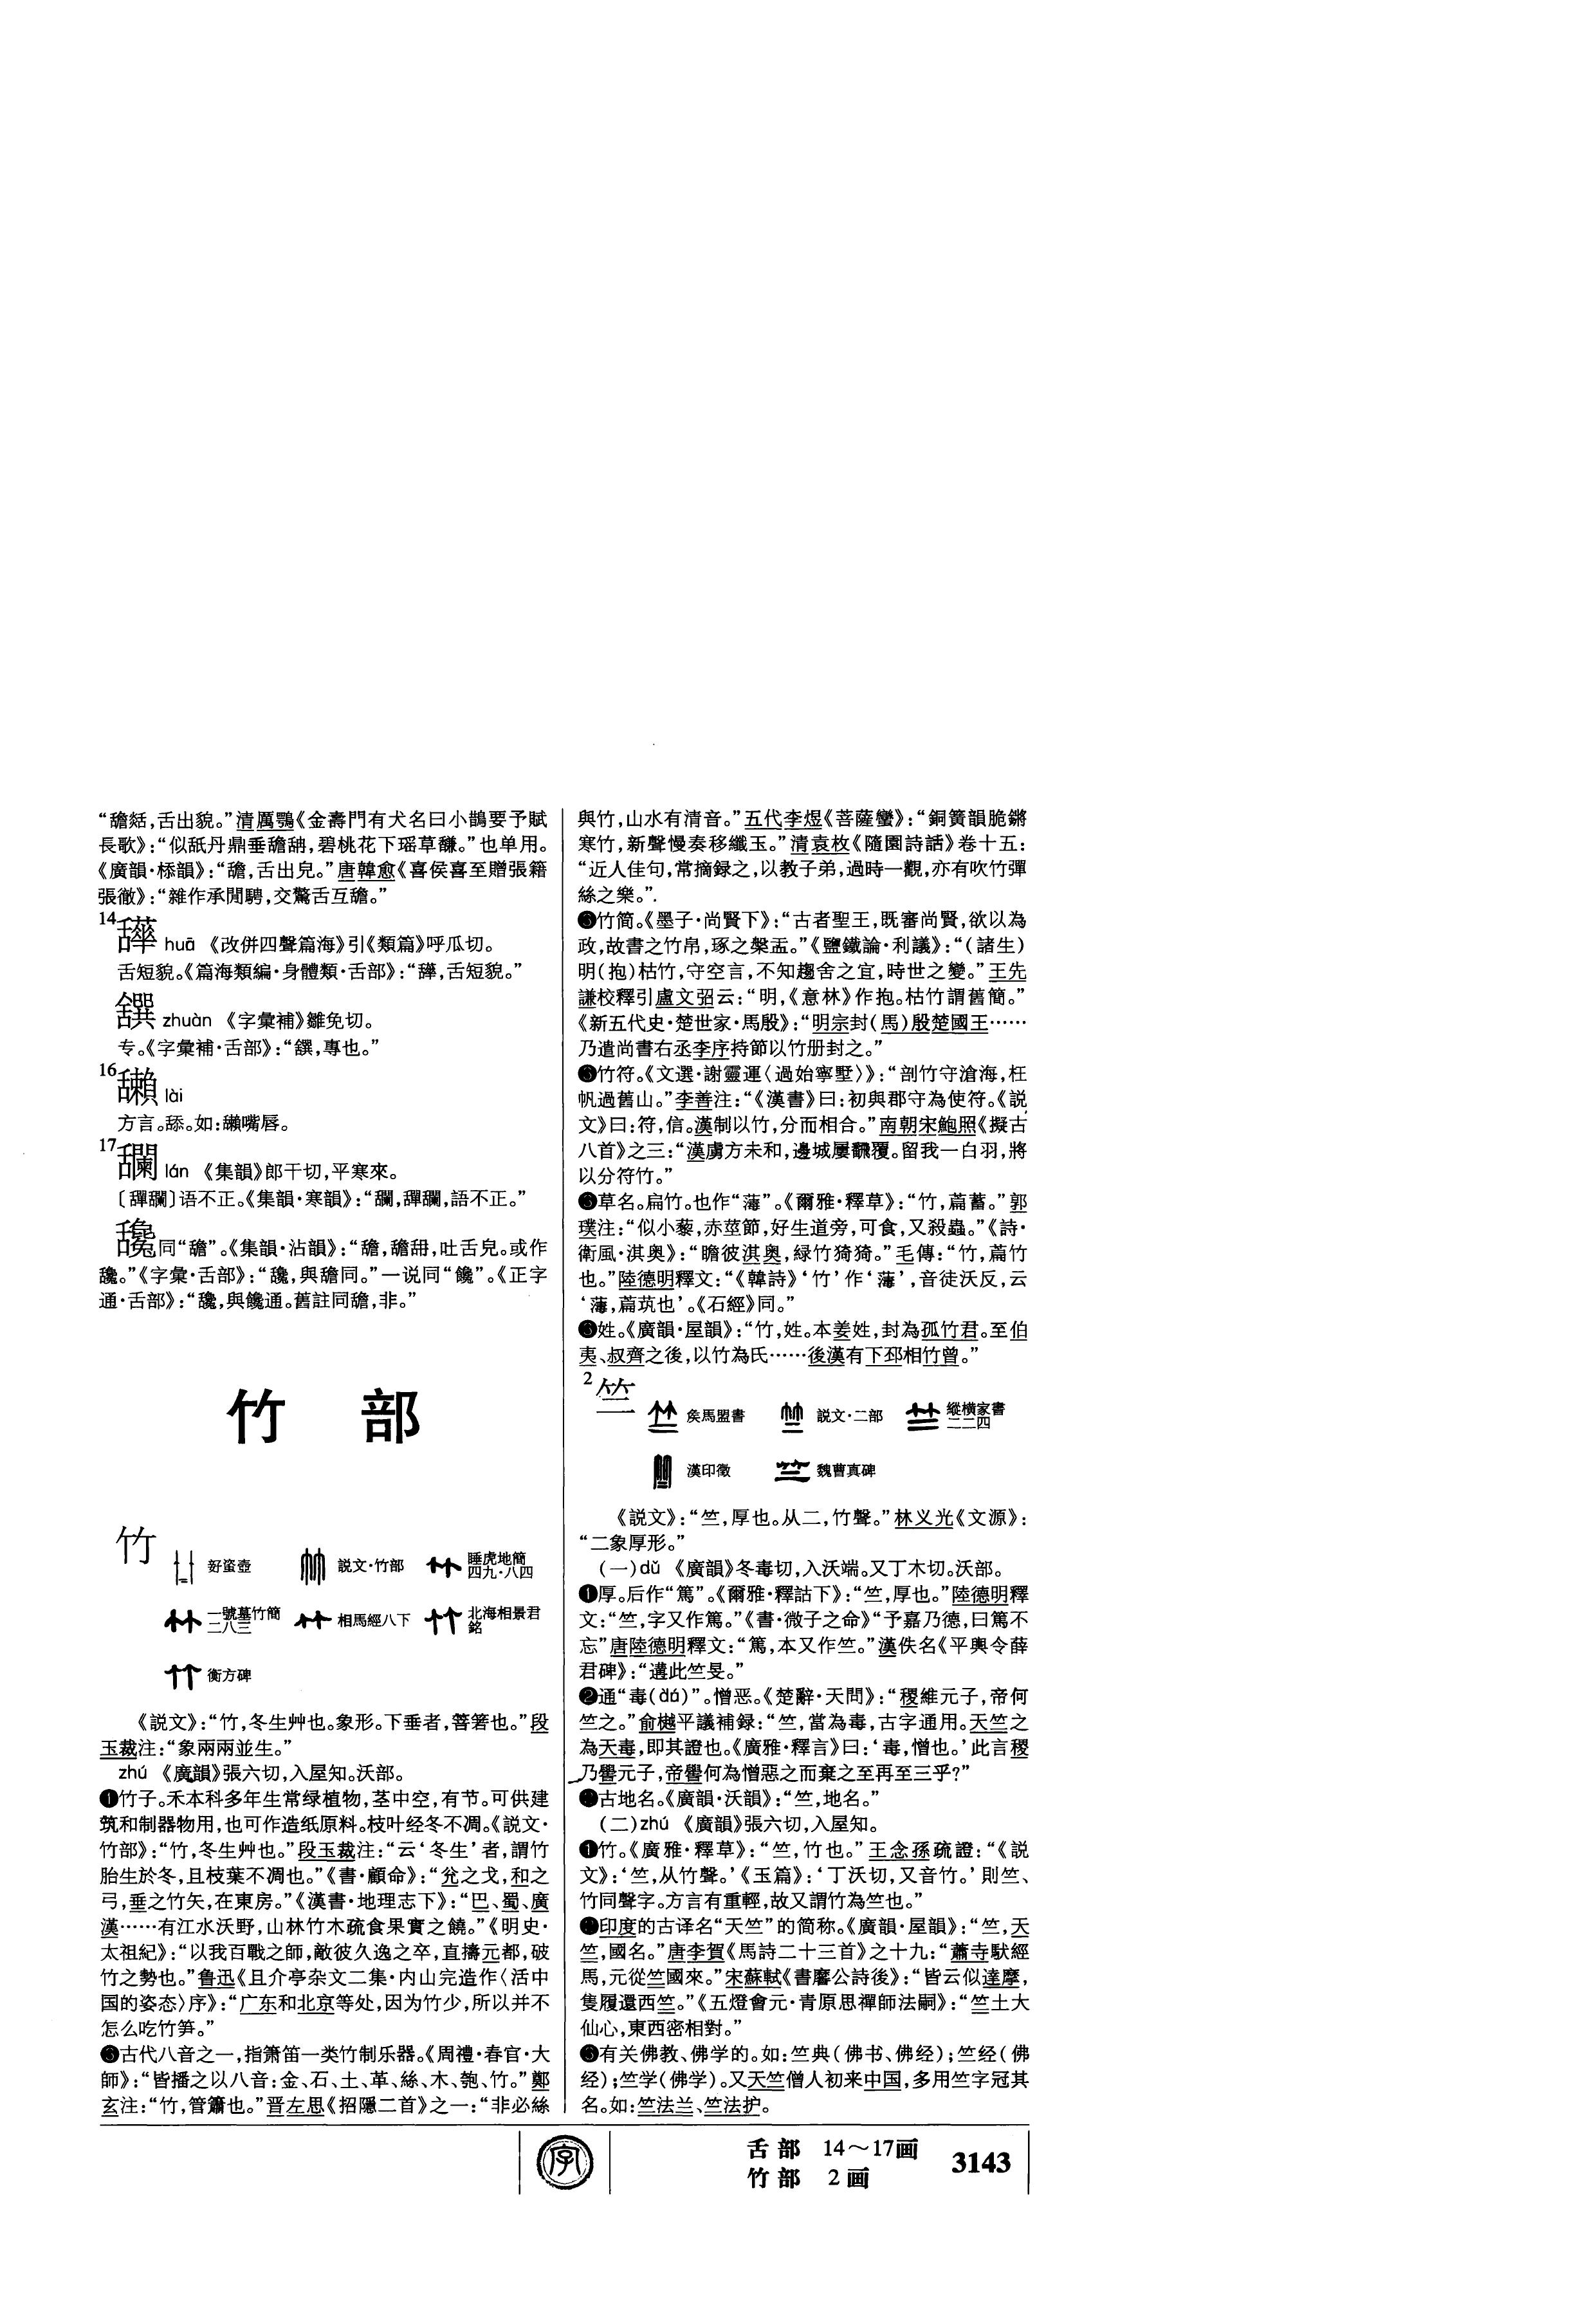 “䑙䑜,舌出貌。”清厲鶚《金壽門有犬名曰小鵲要予賦
長歌》:“似舐丹鼎垂䑙,碧桃花下瑶草馦。”也单用。
《廣韻·㮇韻》:“䑙,舌出皃。”唐韓愈《喜侯喜至贈張籍
張徹》:“雜作承閒騁,交驚舌互䑙。”
14
huā 《改併四聲篇海》引《類篇》呼瓜切。
舌短貌。《篇海類編·身體類·舌部》:“舌短貌。”
zhuàn 《字彙補》雛免切。
专。《字彙補·舌部》:“專也。”
16
lài
方言。舔。如:嘴唇。
17
lán 《集韻》郎干切,平寒來。
〔〕语不正。《集韻·寒韻》:“語不正。”
同“䑙”。《集韻·沾韻》:“䑙,吐舌皃。或作
。”《字彙·舌部》:“與䑙同。”一说同“饞”。《正字
通·舌部》:“與饞通。舊註同䑙,非。”
竹 部
竹
𡚱蚉壺 説文·竹部 睡虎地簡四九·八四
一號墓竹簡二八三 相馬經八下 北海相景君銘
衡方碑
《説文》:“竹,冬生艸也。象形。下垂者,箁箬也。”段
玉裁注:“象兩兩並生。”
zhú 《廣韻》張六切,入屋知。沃部。
❶竹子。禾本科多年生常绿植物,茎中空,有节。可供建
筑和制器物用,也可作造纸原料。枝叶经冬不凋。《説文·
竹部》:“竹,冬生艸也。”段玉裁注:“云‘冬生’者,謂竹
胎生於冬,且枝葉不凋也。”《書·顧命》:“兊之戈,和之
弓,垂之竹矢,在東房。”《漢書·地理志下》:“巴、蜀、廣
漢……有江水沃野,山林竹木疏食果實之饒。”《明史·
太祖紀》:“以我百戰之師,敵彼久逸之卒,直擣元都,破
竹之勢也。”鲁迅《且介亭杂文二集·内山完造作〈活中
国的姿态〉序》:“广东和北京等处,因为竹少,所以并不
怎么吃竹笋。”
古代八音之一,指箫笛一类竹制乐器。《周禮·春官·大
師》:“皆播之以八音:金、石、土、革、絲、木、匏、竹。”鄭
玄注:“竹,管簫也。”晋左思《招隱二首》之一:“非必絲
與竹,山水有清音。”五代李煜《菩薩蠻》:“銅簧韻脆鏘
寒竹,新聲慢奏移纖玉。”清袁枚《隨園詩話》卷十五:
“近人佳句,常摘録之,以教子弟,過時一觀,亦有吹竹彈
絲之樂。”
竹简。《墨子·尚賢下》:“古者聖王,既審尚賢,欲以為
政,故書之竹帛,琢之槃盂。”《鹽鐵論·利議》:“(諸生)
明(抱)枯竹,守空言,不知趨舍之宜,時世之變。”王先
謙校釋引盧文弨云:“明,《意林》作抱。枯竹謂舊簡。”
《新五代史·楚世家·馬殷》:“明宗封(馬)殷楚國王……
乃遣尚書右丞李序持節以竹册封之。”
竹符。《文選·謝靈運〈過始寧墅〉》:“剖竹守滄海,枉
帆過舊山。”李善注:“《漢書》曰:初與郡守為使符。《説
文》曰:符,信。漢制以竹,分而相合。”南朝宋鮑照《擬古
八首》之三:“漢虜方未和,邊城屢翻覆。留我一白羽,將
以分符竹。”
草名。扁竹。也作“薄”。《爾雅·釋草》:“竹,萹蓄。”郭
璞注:“似小藜,赤莖節,好生道旁,可食,又殺蟲。”《詩·
衛風·淇奥》:“瞻彼淇奥,緑竹猗猗。”毛傳:“竹,萹竹
也。”陸德明釋文:“《韓詩》‘竹’作‘薄’,音徒沃反,云
‘薄,萹茿也’。《石經》同。”
姓。《廣韻·屋韻》:“竹,姓。本姜姓,封為孤竹君。至伯
夷、叔齊之後,以竹為氏……後漢有下邳相竹曾。”
2 竺
矦馬盟書 説文·二部 縱横家書二二四
漢印徵 魏曹真碑
《説文》:“竺,厚也。从二,竹聲。”林义光《文源》:
“二象厚形。”
(一)dǔ 《廣韻》冬毒切,入沃端。又丁木切。沃部。
❶厚。后作“篤”。《爾雅·釋詁下》:“竺,厚也。”陸德明釋
文:“竺,字又作篤。”《書·微子之命》“予嘉乃德,曰篤不
忘”唐陸德明釋文:“篤,本又作竺。”漢佚名《平輿令薛
君碑》:“遘此竺旻。”
❷通“毒(dú)”。憎恶。《楚辭·天問》:“稷維元子,帝何
竺之。”俞樾平議補録:“竺,當為毒,古字通用。天竺之
為天毒,即其證也。《廣雅·釋言》曰:‘毒,憎也。’此言稷
乃嚳元子,帝嚳何為憎惡之而棄之至再至三乎?”
古地名。《廣韻·沃韻》:“竺,地名。”
(二)zhú 《廣韻》張六切,入屋知。
❶竹。《廣雅·釋草》:“竺,竹也。”王念孫疏證:“《説
文》:‘竺,从竹聲。’《玉篇》:‘丁沃切,又音竹。’則竺、
竹同聲字。方言有重輕,故又謂竹為竺也。”
印度的古译名“天竺”的简称。《廣韻·屋韻》:“竺,天
竺,國名。”唐李賀《馬詩二十三首》之十九:“蕭寺馱經
馬,元從竺國來。”宋蘇軾《書黁公詩後》:“皆云似達摩,
隻履還西竺。”《五燈會元·青原思禪師法嗣》:“竺土大
仙心,東西密相對。”
有关佛教、佛学的。如:竺典(佛书、佛经);竺经(佛
经);竺学(佛学)。又天竺僧人初来中国,多用竺字冠其
名。如:竺法兰、竺法护。
字
舌部 14～17画
竹部 2画
3143